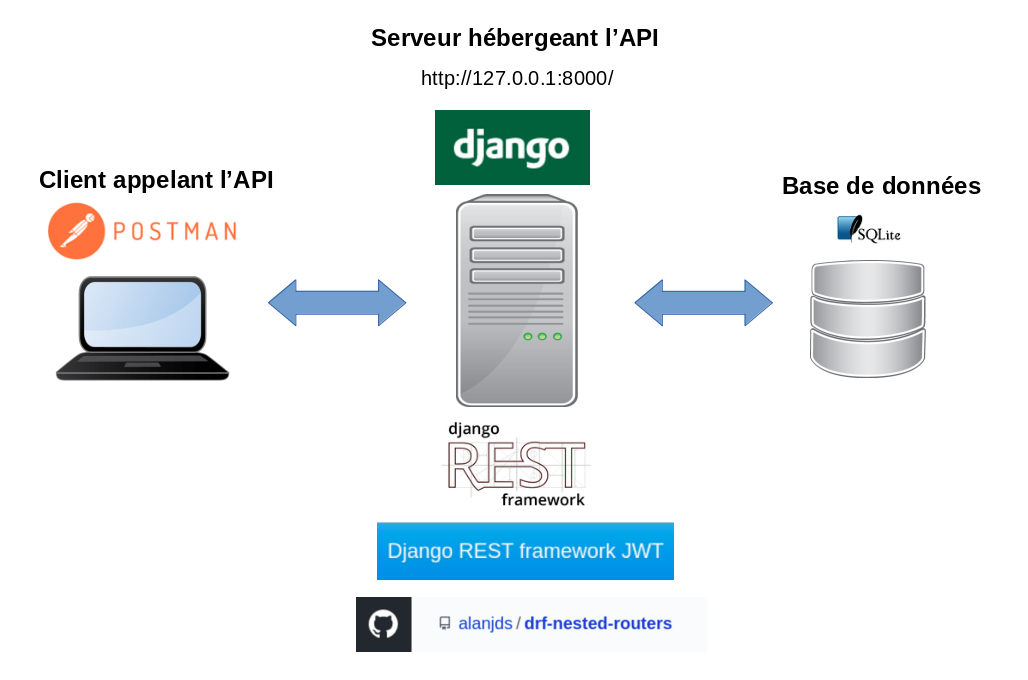 Serveur hébergeant l’API
http://127.0.0.1:8000/
django
Client appelant l’API
POSTMAN
Base de données
SQLite
django
REST
framework
Django REST framework JWT
alanjds / drf-nested-routers